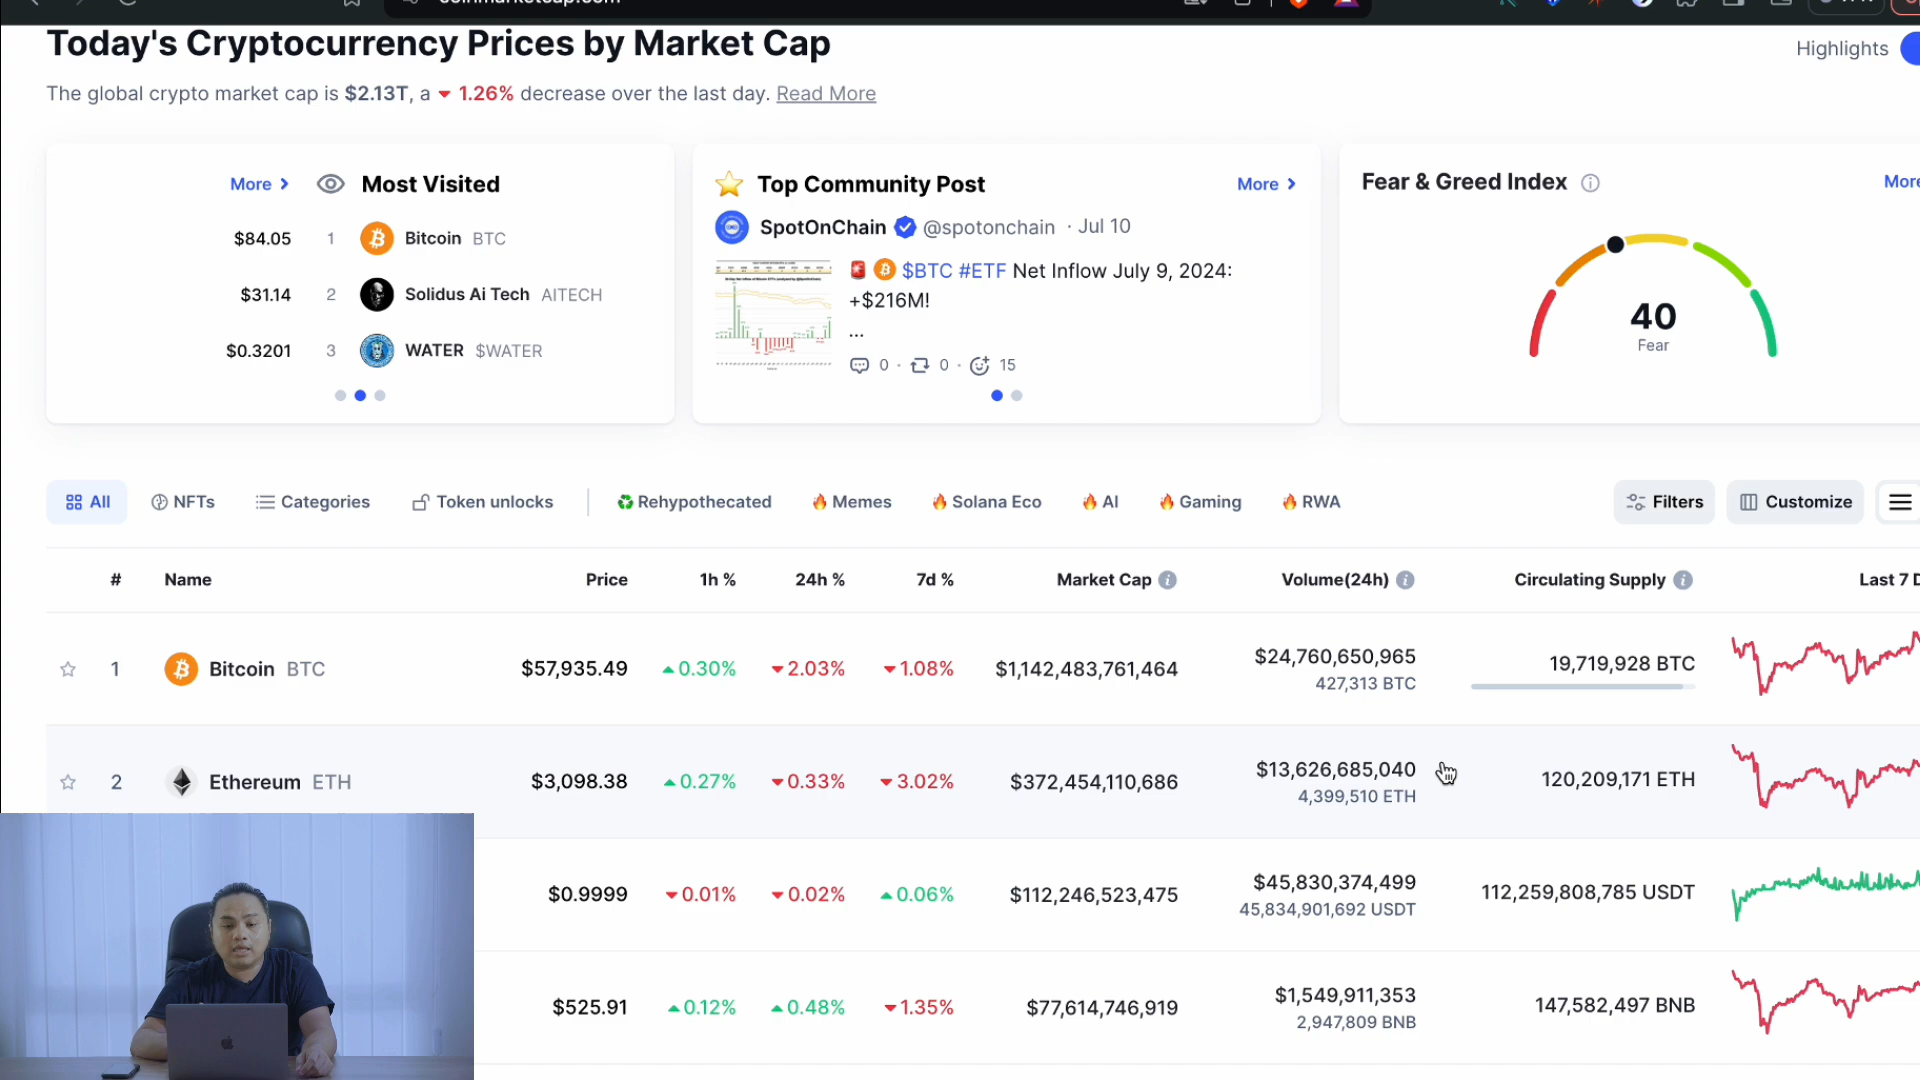 Today's Cryptocurrency Prices by Market Cap
Highlights
The global crypto market cap is $2.13T, a 1.26% decrease over the last day. Read More
More
Most Visited
$84.05 1 Bitcoin BTC
$31.14 2 Solidus Ai Tech AITECH
$0.3201 3 WATER $WATER
Top Community Post
More
SpotOnChain @spotonchain · Jul 10
$BTC #ETF Net Inflow July 9, 2024:
+$216M!
...
0 · 0 · 15
Fear & Greed Index
More
40
Fear
All NFTs Categories Token unlocks Rehypothecated Memes Solana Eco AI Gaming RWA Filters Customize
# Name Price 1h % 24h % 7d % Market Cap Volume(24h) Circulating Supply Last 7 D
1 Bitcoin BTC $57,935.49 0.30% 2.03% 1.08% $1,142,483,761,464 $24,760,650,965 19,719,928 BTC
427,313 BTC
2 Ethereum ETH $3,098.38 0.27% 0.33% 3.02% $372,454,110,686 $13,626,685,040 120,209,171 ETH
4,399,510 ETH
$0.9999 0.01% 0.02% 0.06% $112,246,523,475 $45,830,374,499 112,259,808,785 USDT
45,834,901,692 USDT
$525.91 0.12% 0.48% 1.35% $77,614,746,919 $1,549,911,353 147,582,497 BNB
2,947,809 BNB